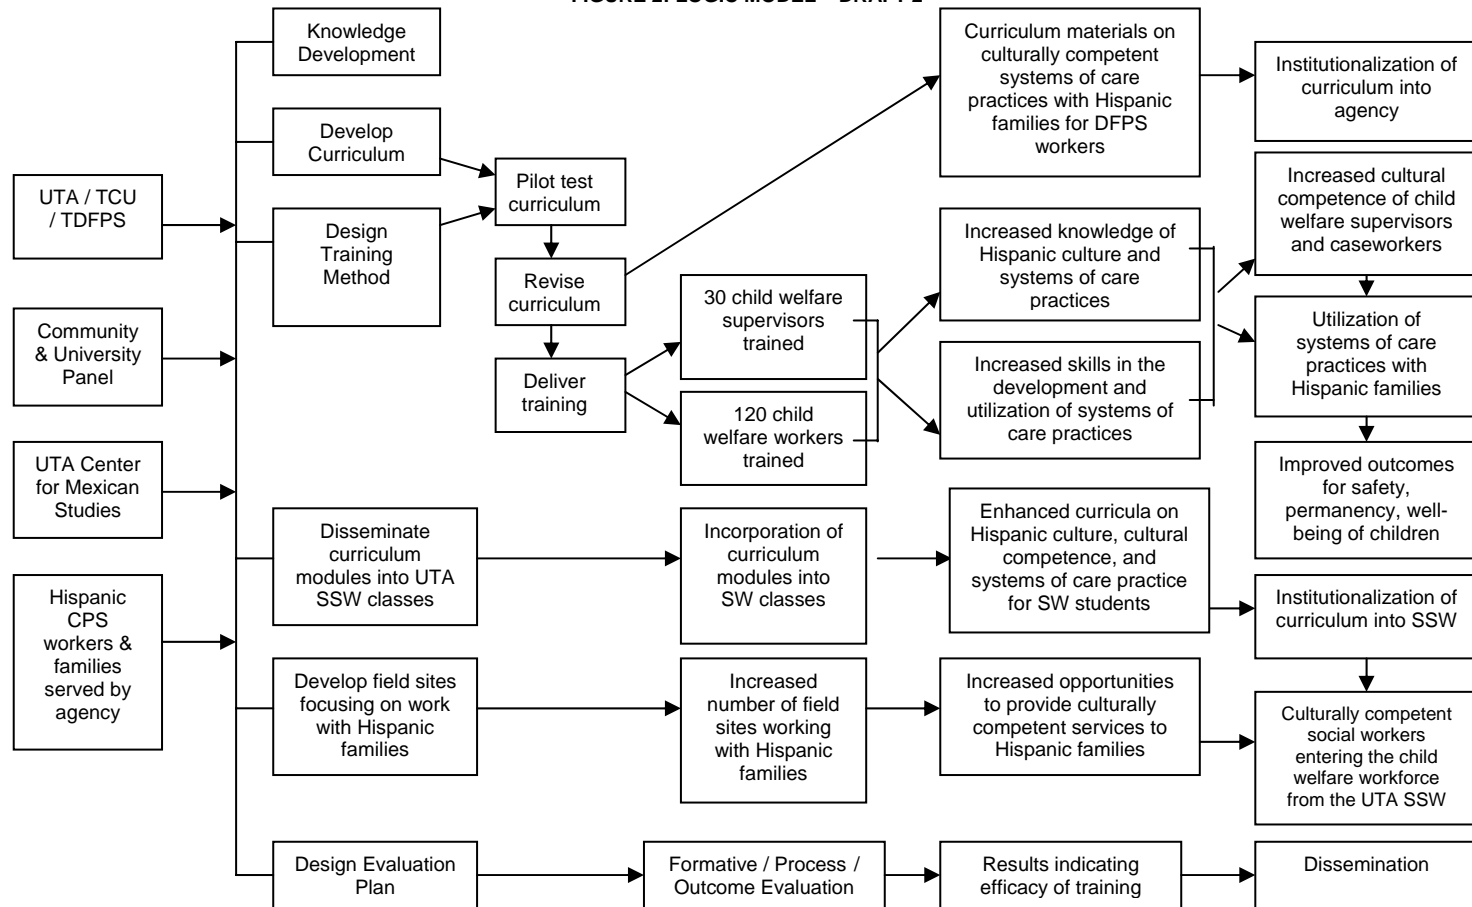 FIGURE 2. LOGIC MODEL – DRAFT 2
Knowledge
Development
Develop
Curriculum
Design
Training
Method
UTA / TCU
/ TDFPS
Community
& University
Panel
UTA Center
for Mexican
Studies
Hispanic
CPS
workers &
families
served by
agency
Pilot test
curriculum
Revise
curriculum
Deliver
training
30 child welfare
supervisors
trained
120 child
welfare workers
trained
Curriculum materials on
culturally competent
systems of care
practices with Hispanic
families for DFPS
workers
Institutionalization of
curriculum into
agency
Increased knowledge of
Hispanic culture and
systems of care
practices
Increased skills in the
development and
utilization of systems of
care practices
Increased cultural
competence of child
welfare supervisors
and caseworkers
Utilization of
systems of care
practices with
Hispanic families
Improved outcomes
for safety,
permanency, well-
being of children
Disseminate
curriculum
modules into UTA
SSW classes
Incorporation of
curriculum
modules into
SW classes
Enhanced curricula on
Hispanic culture, cultural
competence, and
systems of care practice
for SW students
Institutionalization of
curriculum into SSW
Develop field sites
focusing on work
with Hispanic
families
Increased
number of field
sites working
with Hispanic
families
Increased opportunities
to provide culturally
competent services to
Hispanic families
Culturally competent
social workers
entering the child
welfare workforce
from the UTA SSW
Design Evaluation
Plan
Formative / Process /
Outcome Evaluation
Results indicating
efficacy of training
Dissemination